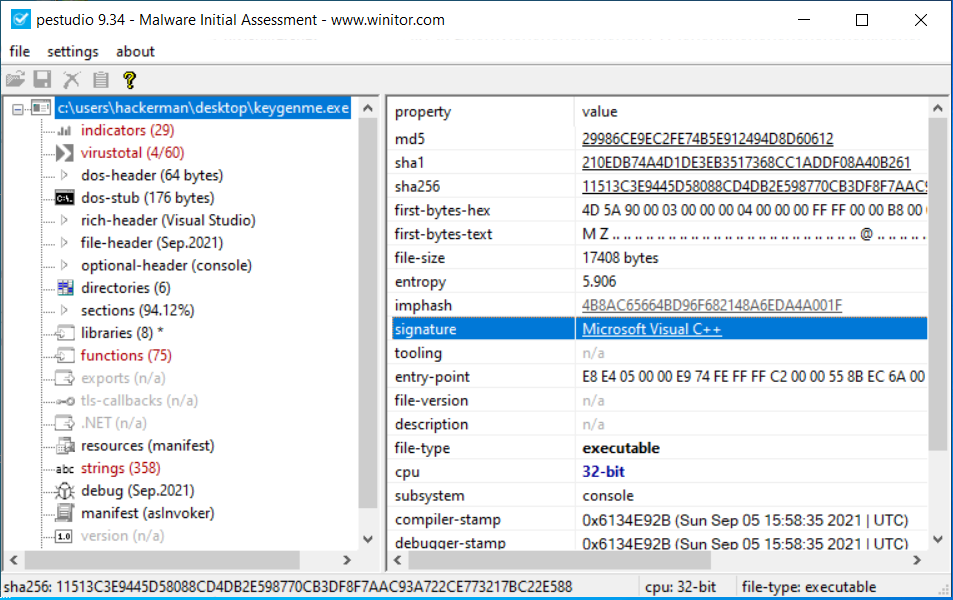 pestudio 9.34 - Malware Initial Assessment - www.winitor.com
file settings about
c:\users\hackerman\desktop\keygenme.exe
indicators (29)
virustotal (4/60)
dos-header (64 bytes)
dos-stub (176 bytes)
rich-header (Visual Studio)
file-header (Sep.2021)
optional-header (console)
directories (6)
sections (94.12%)
libraries (8) *
functions (75)
exports (n/a)
tls-callbacks (n/a)
.NET (n/a)
resources (manifest)
abc strings (358)
debug (Sep.2021)
manifest (asInvoker)
1.0 version (n/a)
property value
md5 29986CE9EC2FE74B5E912494D8D60612
sha1 210EDB74A4D1DE3EB3517368CC1ADDF08A40B261
sha256 11513C3E9445D58088CD4DB2E598770CB3DF8F7AAC9
first-bytes-hex 4D 5A 90 00 03 00 00 00 04 00 00 00 FF FF 00 00 B8 00
first-bytes-text M Z .. .. .. .. .. .. .. .. .. .. .. .. .. .. .. .. .. .. .. .. @ .. .. .. ..
file-size 17408 bytes
entropy 5.906
imphash 4B8AC65664BD96F682148A6EDA4A001F
signature Microsoft Visual C++
tooling n/a
entry-point E8 E4 05 00 00 E9 74 FE FF FF C2 00 00 55 8B EC 6A 00
file-version n/a
description n/a
file-type executable
cpu 32-bit
subsystem console
compiler-stamp 0x6134E92B (Sun Sep 05 15:58:35 2021 | UTC)
debugger-stamp 0x6134E92B (Sun Sep 05 15:58:35 2021 | UTC)
sha256: 11513C3E9445D58088CD4DB2E598770CB3DF8F7AAC93A722CE773217BC22E588 cpu: 32-bit file-type: executable